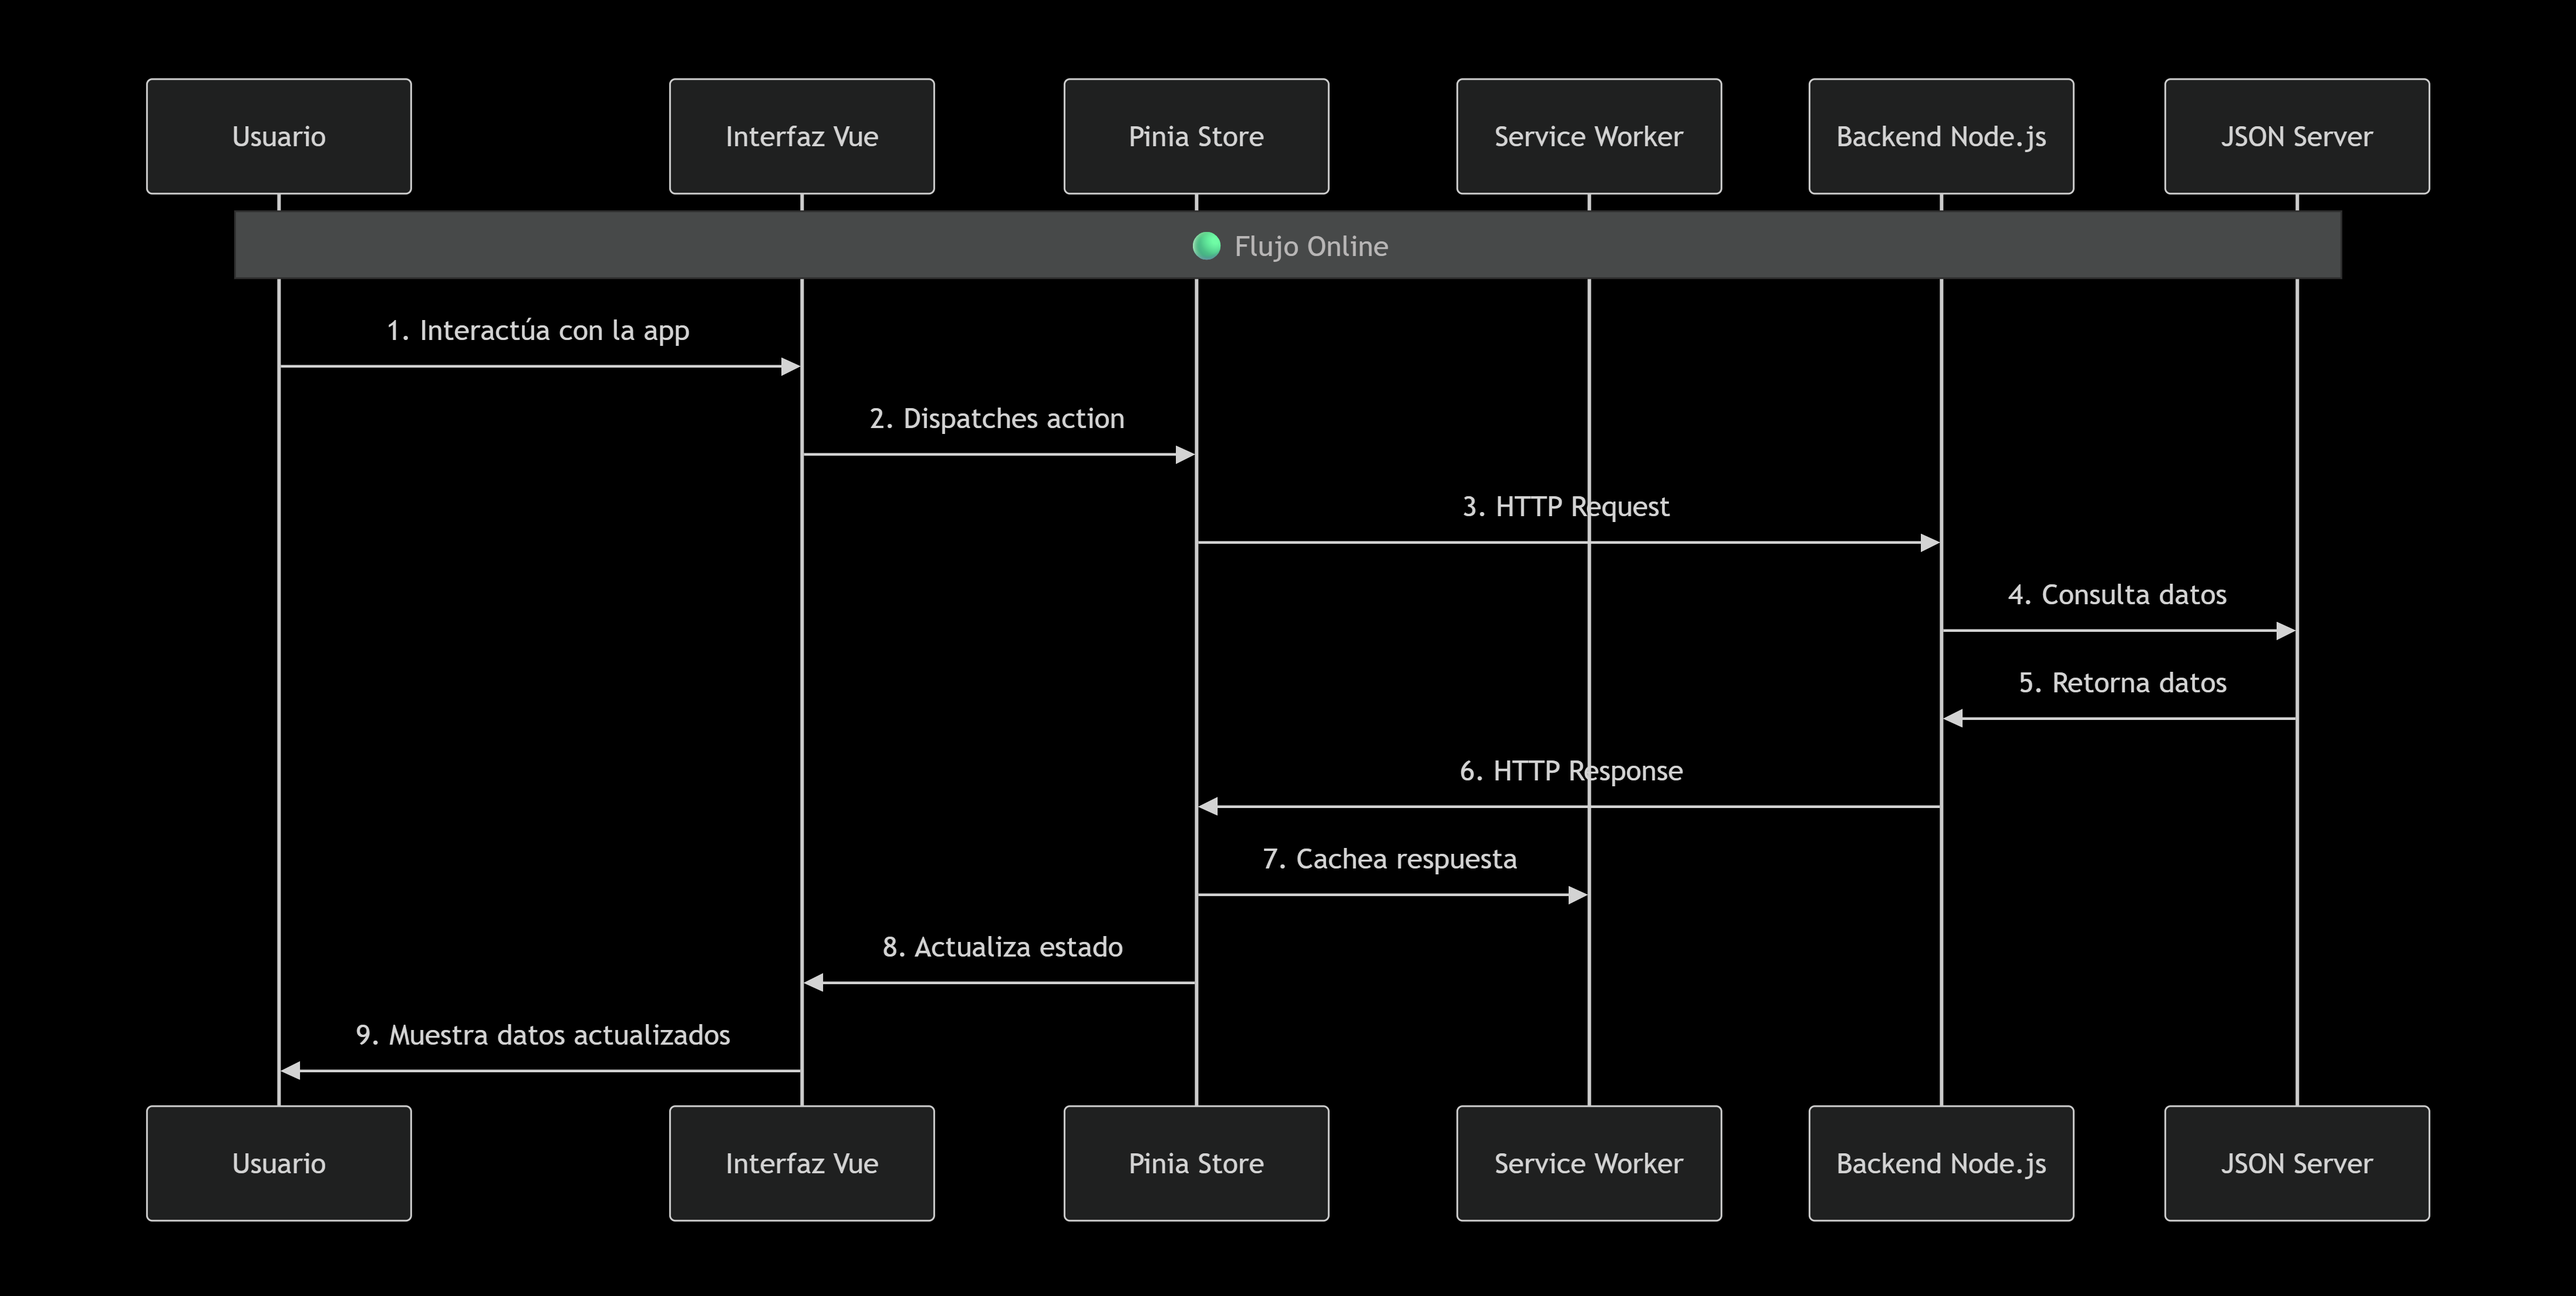 Usuario
Interfaz Vue
Pinia Store
Service Worker
Backend Node.js
JSON Server
Flujo Online
1. Interactúa con la app
2. Dispatches action
3. HTTP Request
4. Consulta datos
5. Retorna datos
6. HTTP Response
7. Cachea respuesta
8. Actualiza estado
9. Muestra datos actualizados
Usuario
Interfaz Vue
Pinia Store
Service Worker
Backend Node.js
JSON Server